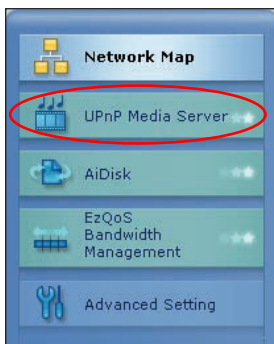 Network Map
UPnP Media Server
AiDisk
EzQoS
Bandwidth
Management
Advanced Setting